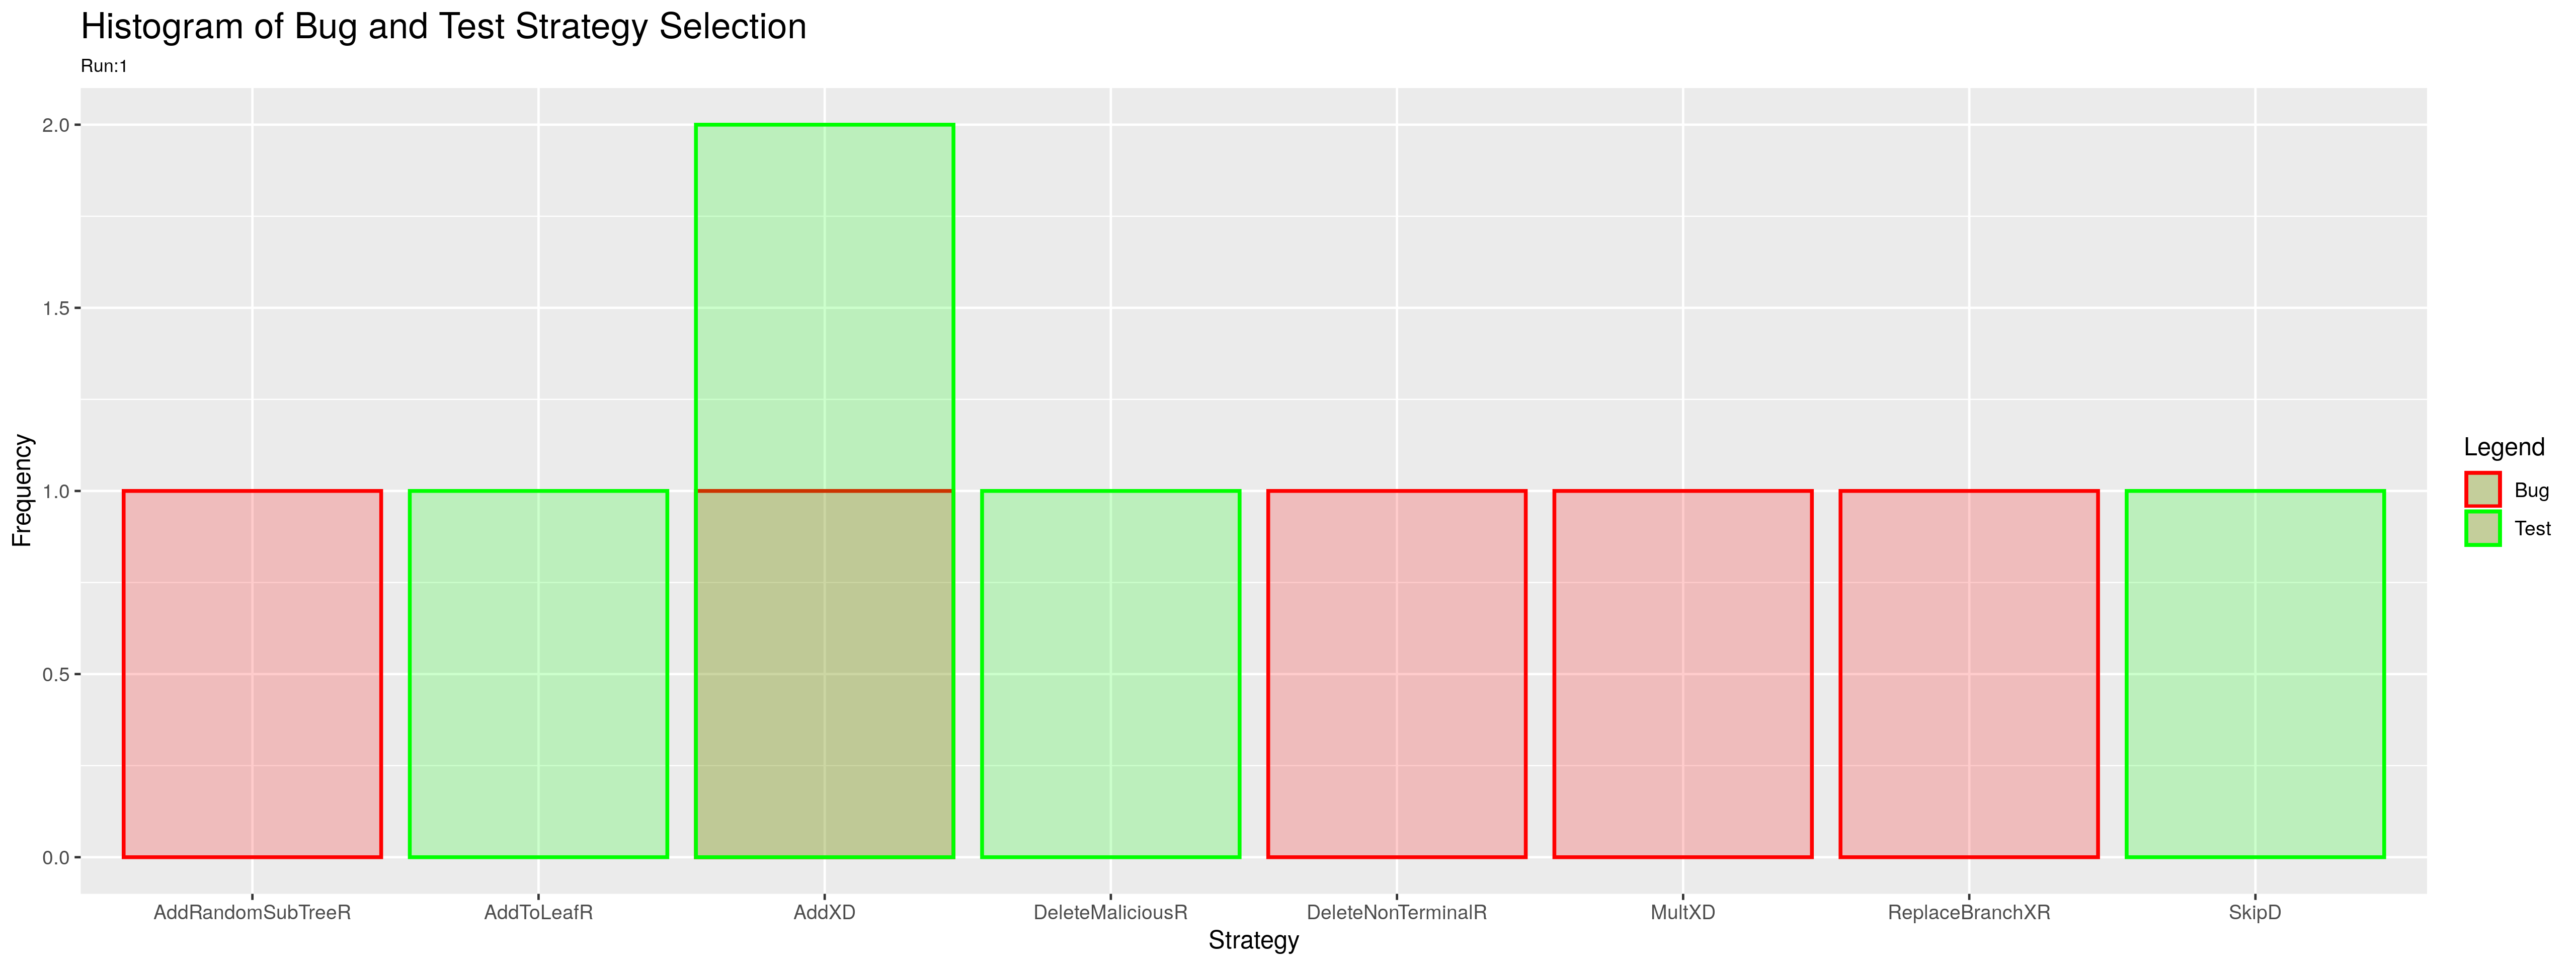 Histogram of Bug and Test Strategy Selection
Run:1
Frequency
2.0
1.5
1.0
0.5
0.0
AddRandomSubTreeR AddToLeafR AddXD DeleteMaliciousR DeleteNonTerminalR MultXD ReplaceBranchXR SkipD
Strategy
Legend
Bug
Test